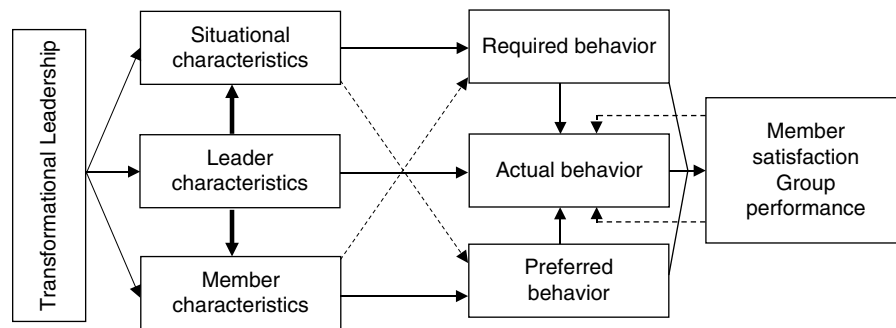 Transformational Leadership
Situational
characteristics
Leader
characteristics
Member
characteristics
Required behavior
Actual behavior
Preferred
behavior
Member
satisfaction
Group
performance